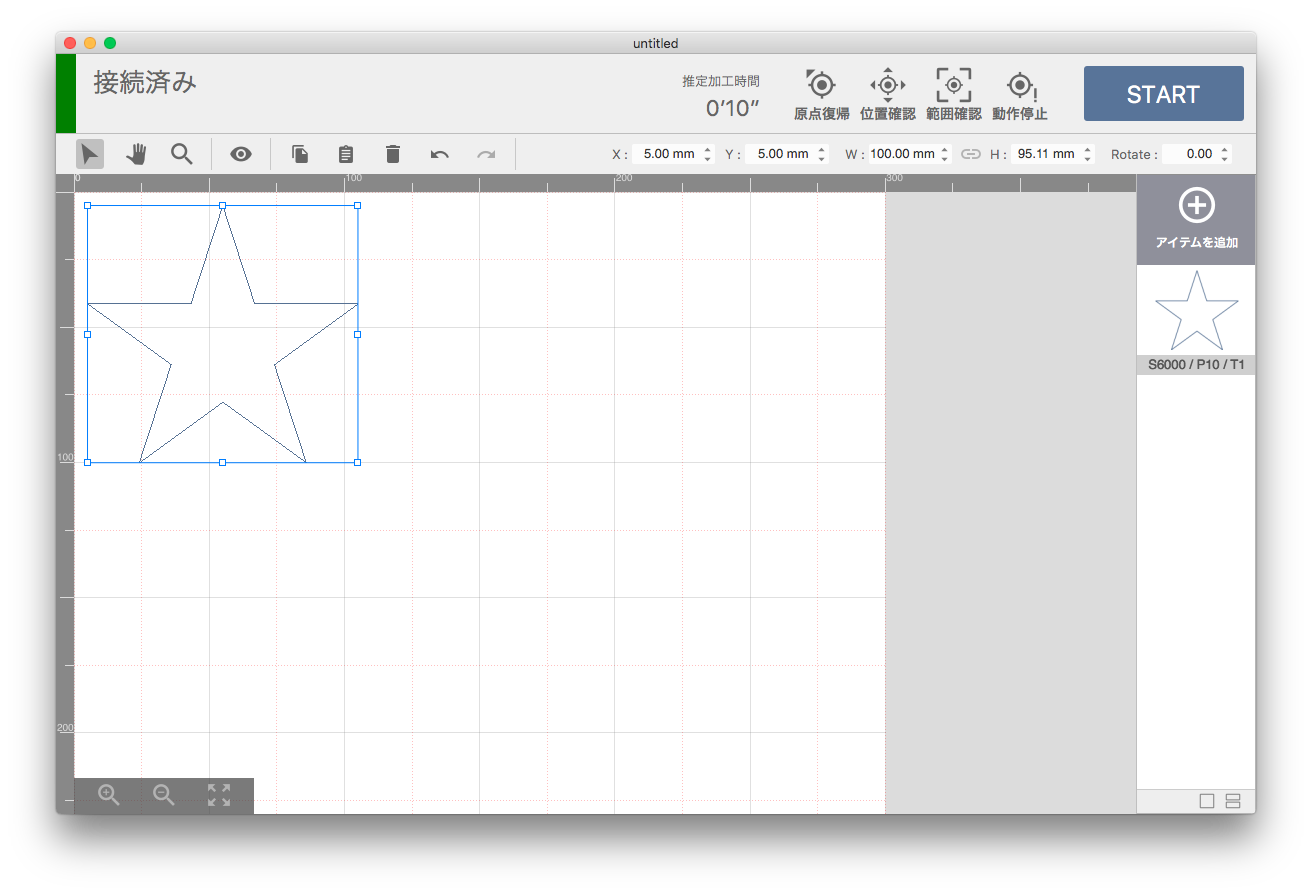 untitled
接続済み
推定加工時間
0'10"
原点復帰 位置確認 範囲確認 動作停止
START
X : 5.00 mm Y : 5.00 mm W : 100.00 mm H : 95.11 mm Rotate : 0.00
0 100 200 300
アイテムを追加
S6000 / P10 / T1
100
200